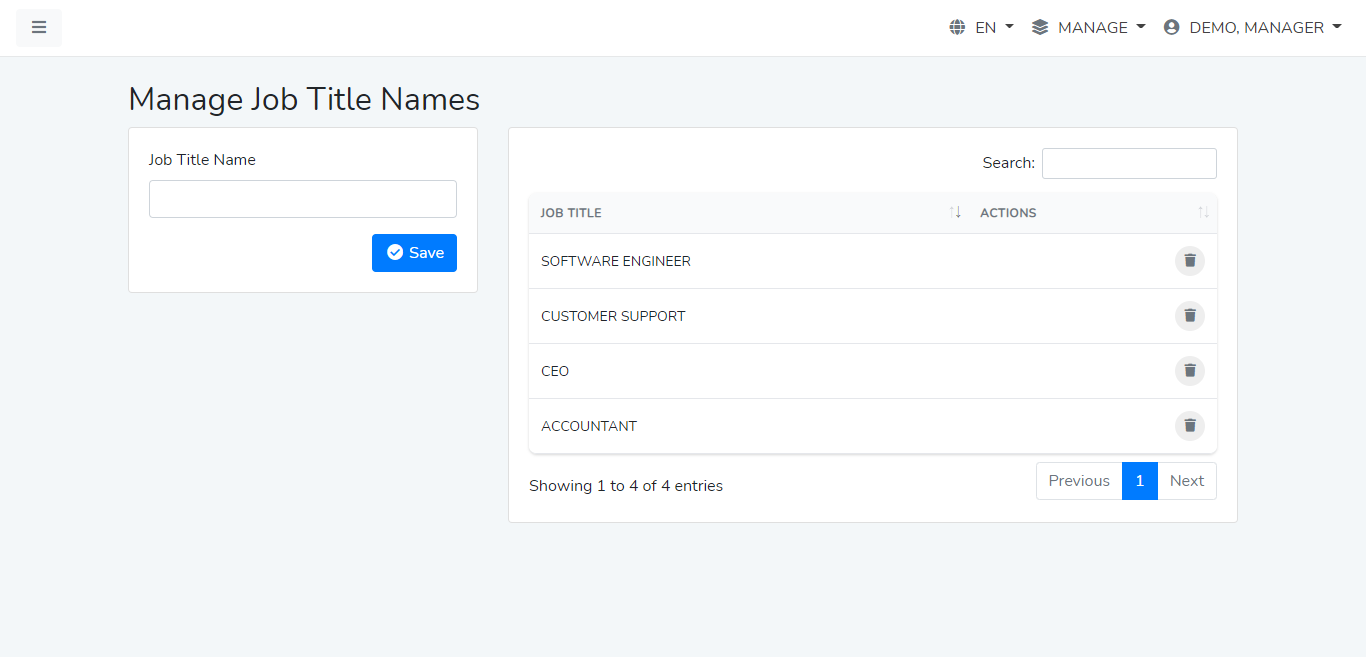 EN MANAGE DEMO, MANAGER
Manage Job Title Names
Job Title Name
Save
Search:
JOB TITLE ACTIONS
SOFTWARE ENGINEER
CUSTOMER SUPPORT
CEO
ACCOUNTANT
Showing 1 to 4 of 4 entries
Previous 1 Next